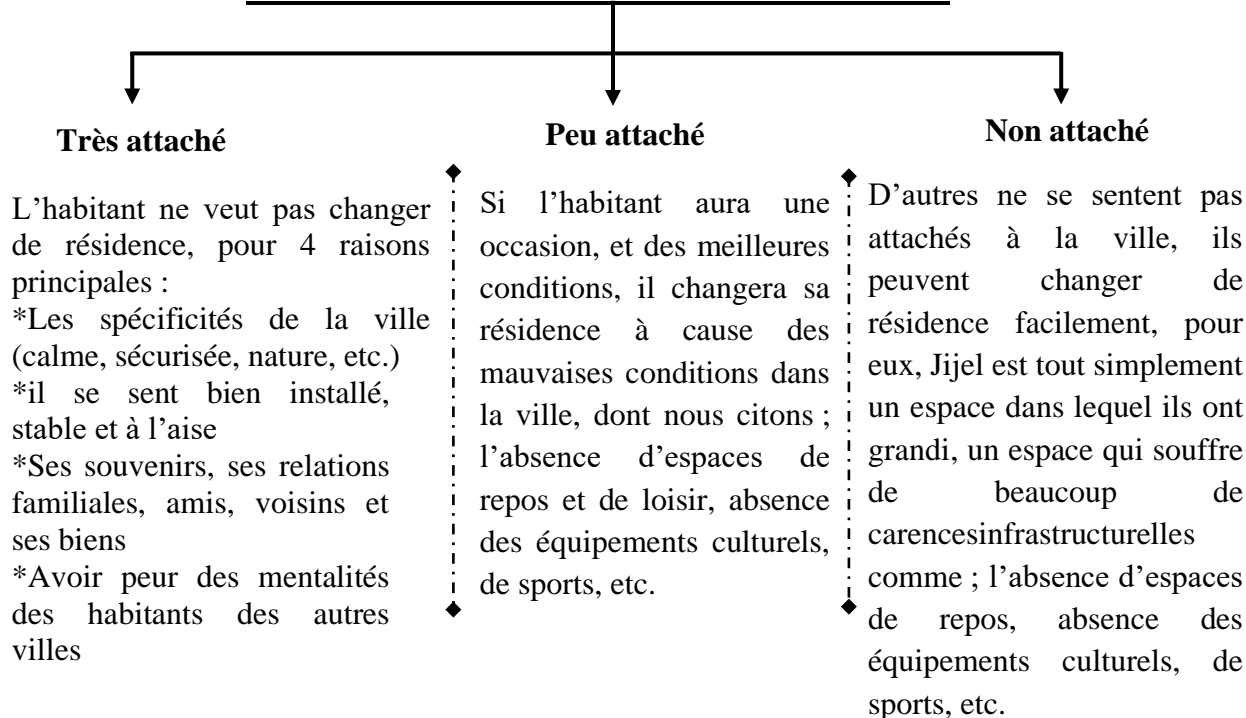 Très attaché
L'habitant ne veut pas changer
de résidence, pour 4 raisons
principales :
*Les spécificités de la ville
(calme, sécurisée, nature, etc.)
*il se sent bien installé,
stable et à l'aise
*Ses souvenirs, ses relations
familiales, amis, voisins et
ses biens
*Avoir peur des mentalités
des habitants des autres
villes
Peu attaché
Si l'habitant aura une
occasion, et des meilleures
conditions, il changera sa
résidence à cause des
mauvaises conditions dans
la ville, dont nous citons ;
l'absence d'espaces de
repos et de loisir, absence
des équipements culturels,
de sports, etc.
Non attaché
D'autres ne se sentent pas
attachés à la ville, ils
peuvent changer de
résidence facilement, pour
eux, Jijel est tout simplement
un espace dans lequel ils ont
grandi, un espace qui souffre
de beaucoup de
carencesinfrastructurelles
comme ; l'absence d'espaces
de repos, absence des
équipements culturels, de
sports, etc.